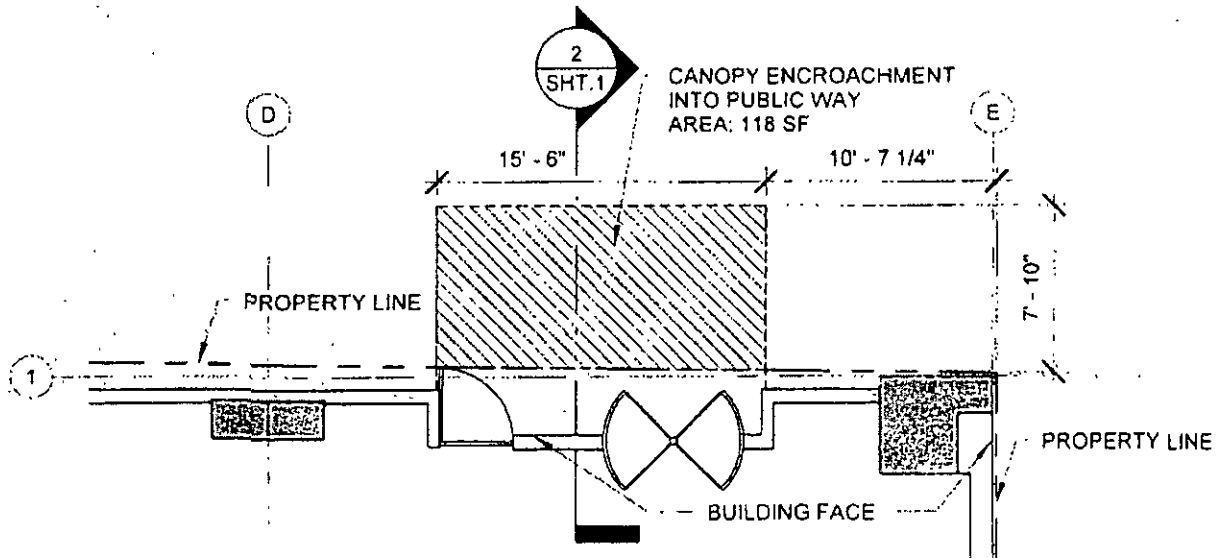 2
SHT.1
CANOPY ENCROACHMENT
INTO PUBLIC WAY
AREA: 118 SF
D
E
15' - 6"
10' - 7 1/4"
7' - 10"
PROPERTY LINE
1
PROPERTY LINE
BUILDING FACE